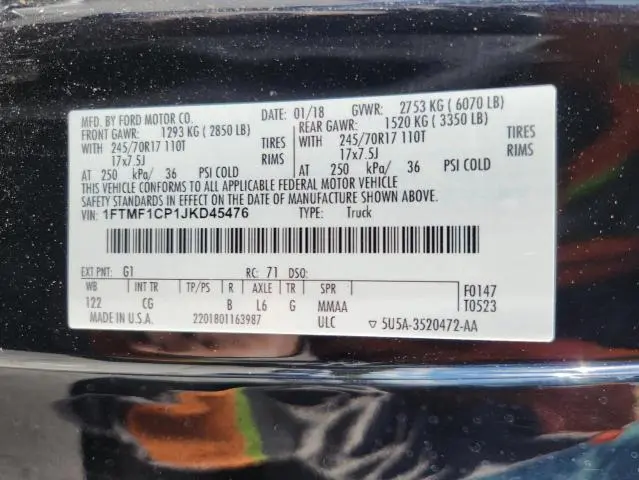 MFD. BY FORD MOTOR CO.
DATE: 01/18 GVWR: 2753 KG ( 6070 LB)
FRONT GAWR: 1293 KG ( 2850 LB)
REAR GAWR: 1520 KG ( 3350 LB)
WITH 245/70R17 110T TIRES
WITH 245/70R17 110T TIRES
17x7.5J RIMS
17x7.5J RIMS
AT 250 kPa/ 36 PSI COLD
AT 250 kPa/ 36 PSI COLD
THIS VEHICLE CONFORMS TO ALL APPLICABLE FEDERAL MOTOR VEHICLE
SAFETY STANDARDS IN EFFECT ON THE DATE OF MANUFACTURE SHOWN ABOVE.
VIN: 1FTMF1CP1JKD45476 TYPE: Truck
EXT PNT: G1 RC: 71 DSO:
WB INT TR TP/PS R AXLE TR SPR
122 CG B L6 G MMAA
F0147
T0523
MADE IN U.S.A. 2201801163987 ULC ▽ 5U5A-3520472-AA